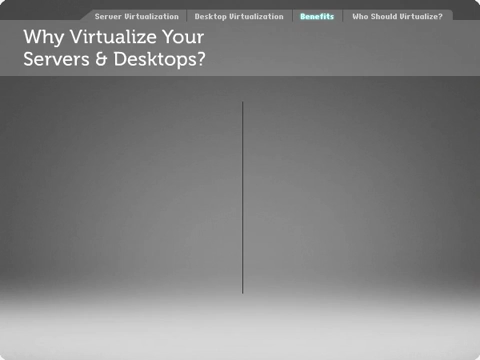 Server Virtualization Desktop Virtualization Benefits Who Should Virtualize?
Why Virtualize Your
Servers & Desktops?